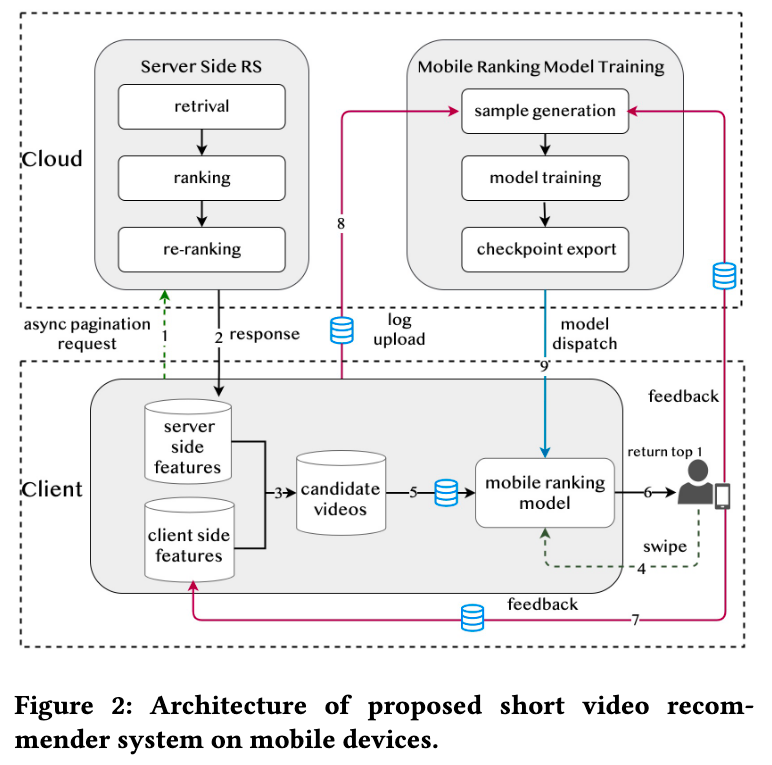 Server Side RS
retrival
ranking
re-ranking
Mobile Ranking Model Training
sample generation
model training
checkpoint export
Cloud
8
async pagination
request
1
2 response
log
upload
model
dispatch
9
feedback
Client
server
side
features
client side
features
3
candidate
videos
5
mobile ranking
model
return top 1
6
swipe
4
feedback
7
Figure 2: Architecture of proposed short video recom-
mender system on mobile devices.